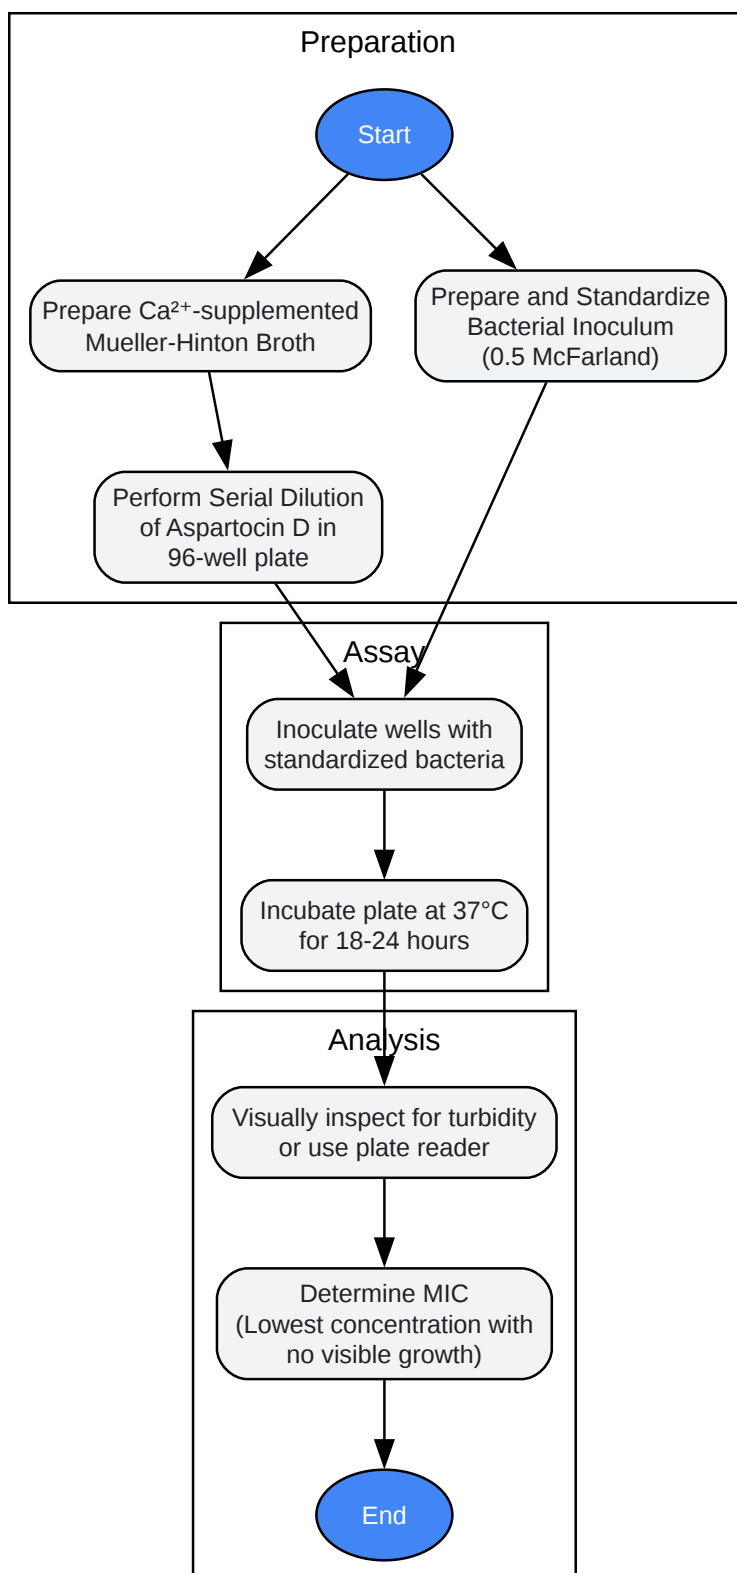 Preparation
Start
Prepare Ca²⁺-supplemented
Mueller-Hinton Broth
Prepare and Standardize
Bacterial Inoculum
(0.5 McFarland)
Perform Serial Dilution
of Aspartocin D in
96-well plate
Assay
Inoculate wells with
standardized bacteria
Incubate plate at 37°C
for 18-24 hours
Analysis
Visually inspect for turbidity
or use plate reader
Determine MIC
(Lowest concentration with
no visible growth)
End